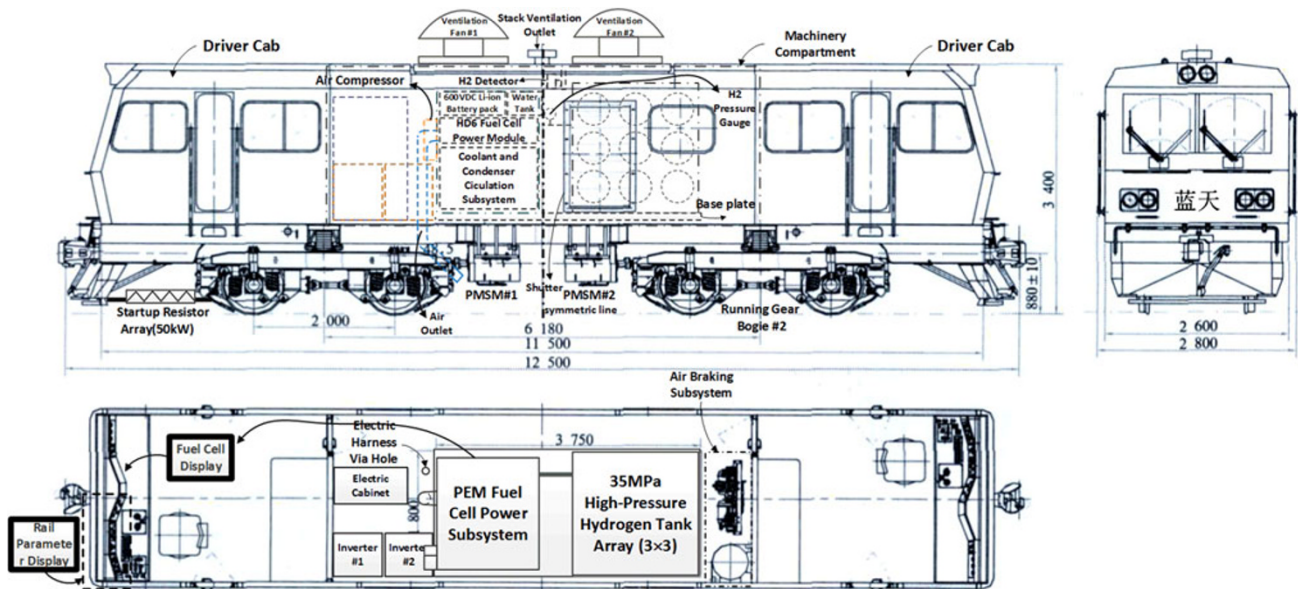 Ventilation
Fan #1
Stack Ventilation
Outlet
Ventilation
Fan #2
Machinery
Compartment
Driver Cab
Driver Cab
Air Compressor
H2 Detector
600VDC Li-ion
Battery pack
Water
Tank
H2
Pressure
Gauge
HD6 Fuel Cell
Power Module
Coolant and
Condenser
Ciculation
Subsystem
Base plate
3 400
880±10
蓝天
PMSM#1
Shutter
PMSM#2
symmetric line
Startup Resistor
Array(50kW)
Air
Outlet
Running Gear
Bogie #2
2 000
6 180
11 500
12 500
2 600
2 800
Air Braking
Subsystem
Fuel Cell
Display
Electric
Harness
Via Hole
3 750
Electric
Cabinet
PEM Fuel
Cell Power
Subsystem
35MPa
High-Pressure
Hydrogen Tank
Array (3×3)
Rail
Paramete
r Display
Inverter
#1
Inverter
#2